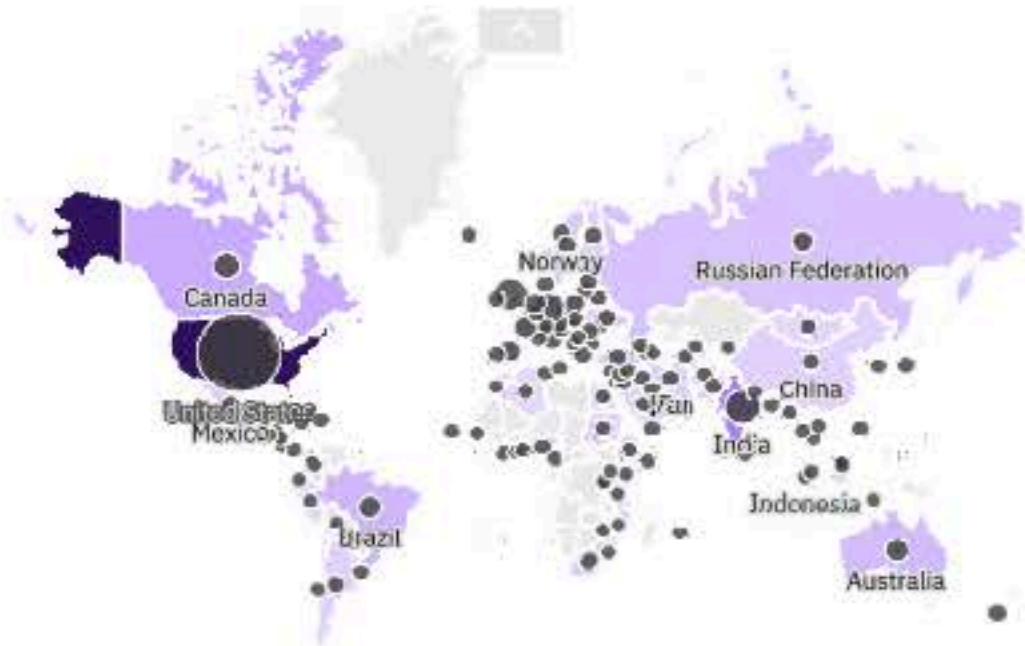 Norway
Russian Federation
Canada
China
United States
Mexico
India
Indonesia
Brazil
Australia